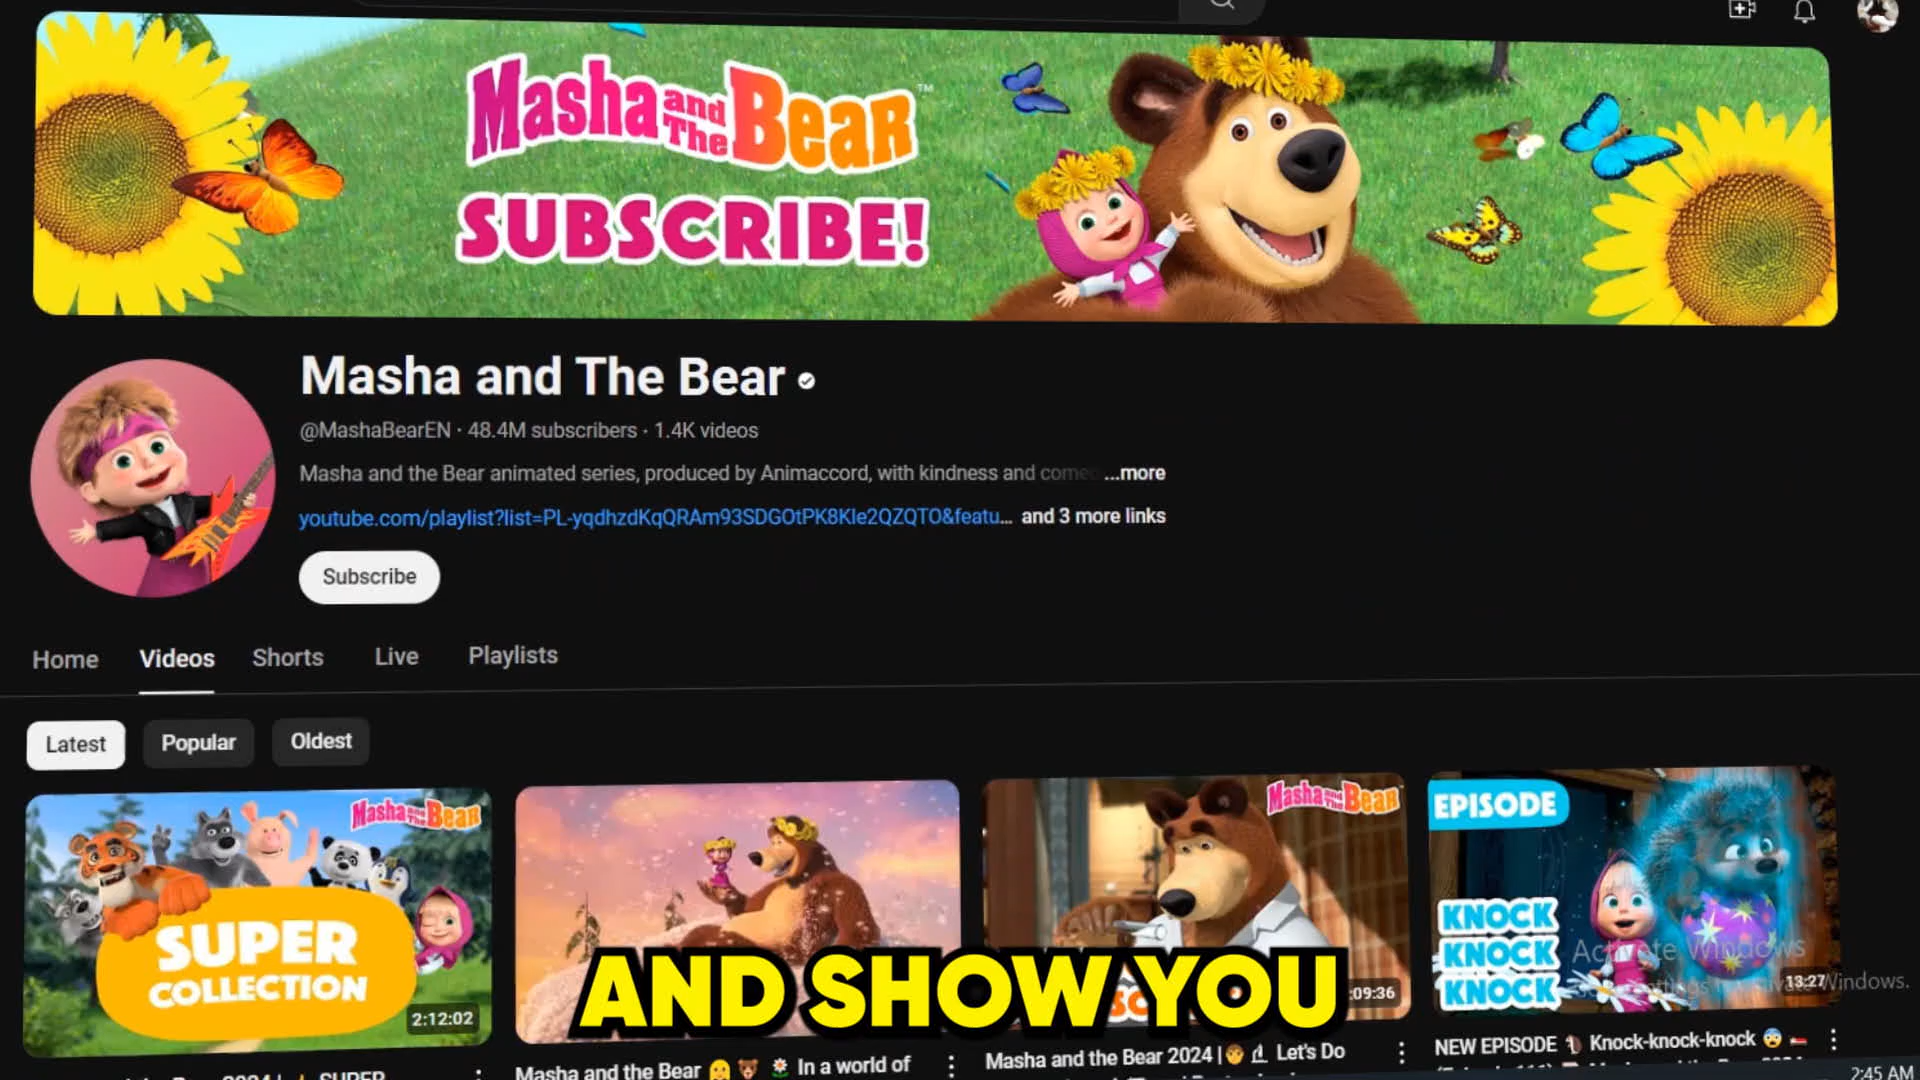 Masha and The Bear™
SUBSCRIBE!
Masha and The Bear
@MashaBearEN · 48.4M subscribers · 1.4K videos
Masha and the Bear animated series, produced by Animaccord, with kindness and come ...more
youtube.com/playlist?list=PL-yqdhzdKqQRAm93SDGOtPK8Kle2QZQTO&featu... and 3 more links
Subscribe
Home Videos Shorts Live Playlists
Latest Popular Oldest
Masha and the Bear
SUPER
COLLECTION
2:12:02
Masha and the Bear
:09:36
EPISODE
KNOCK
KNOCK
KNOCK
13:27
Activate Windows
Windows.
AND SHOW YOU
2024 | SUPER
Masha and the Bear 👱‍♀️🐻 🌼 In a world of
Masha and the Bear 2024 | Let's Do
NEW EPISODE Knock-knock-knock 😨
2:45 AM